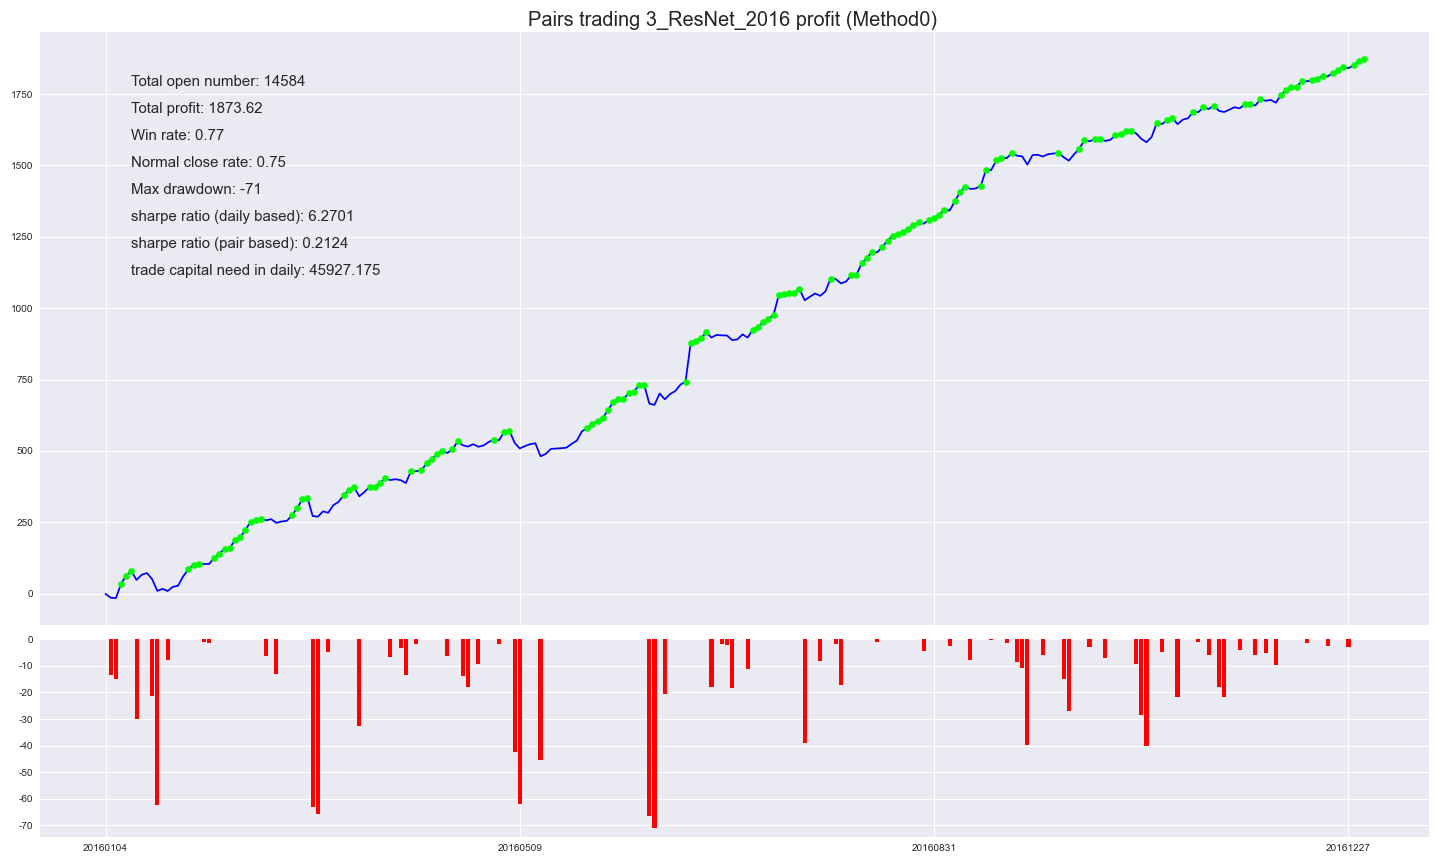 Pairs trading 3_ResNet_2016 profit (Method0)
Total open number: 14584
Total profit: 1873.62
Win rate: 0.77
Normal close rate: 0.75
Max drawdown: -71
sharpe ratio (daily based): 6.2701
sharpe ratio (pair based): 0.2124
trade capital need in daily: 45927.175
1750
1500
1250
1000
750
500
250
0
0
-10
-20
-30
-40
-50
-60
-70
20160104 20160509 20160831 20161227